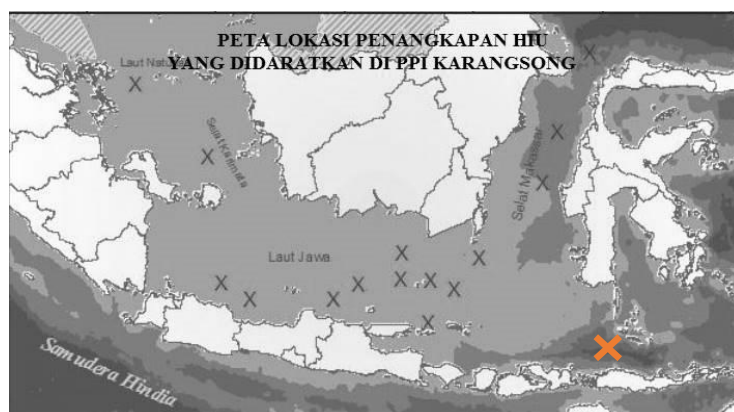 PETA LOKASI PENANGKAPAN HIU
YANG DIDARATKAN DI PPI KARANGSONG
Laut Natuna
X
X
Selat Karimata
X
X
X
Selat Makassar
Laut Jawa
X
X
X
X
X
X
X
X
X
X
Samudera Hindia